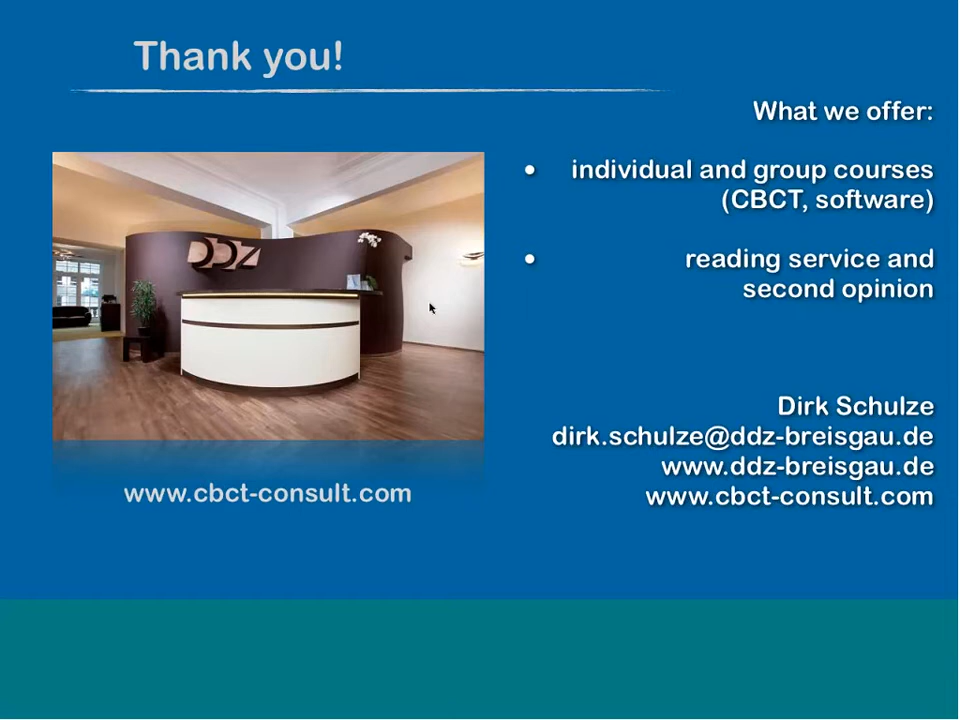 Thank you!
What we offer:
• individual and group courses
(CBCT, software)
• reading service and
second opinion
DDZ
Dirk Schulze
dirk.schulze@ddz-breisgau.de
www.ddz-breisgau.de
www.cbct-consult.com
www.cbct-consult.com